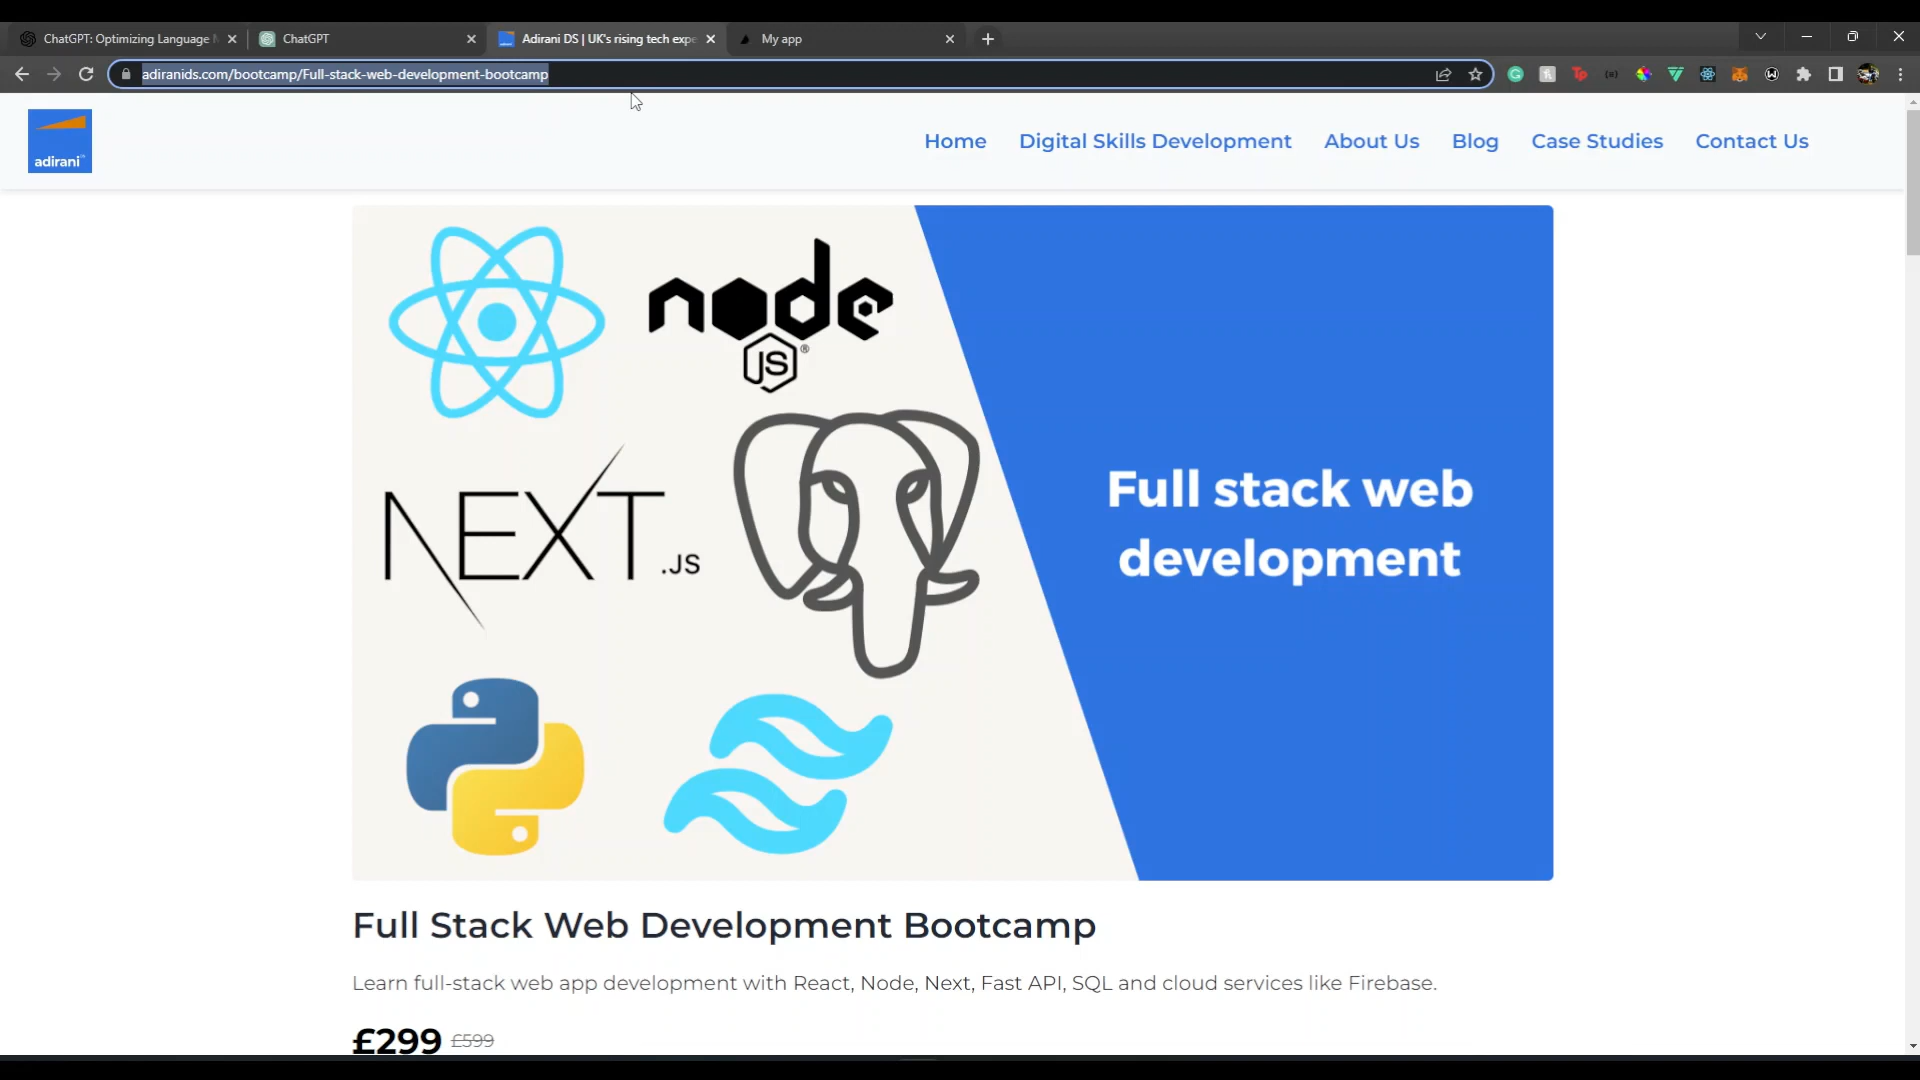 ChatGPT: Optimizing Language
ChatGPT
Adirani DS | UK's rising tech expe
My app
adiranids.com/bootcamp/Full-stack-web-development-bootcamp
adirani
Home
Digital Skills Development
About Us
Blog
Case Studies
Contact Us
node
JS
®
NEXT
.JS
Full stack web
development
Full Stack Web Development Bootcamp
Learn full-stack web app development with React, Node, Next, Fast API, SQL and cloud services like Firebase.
£299 £599